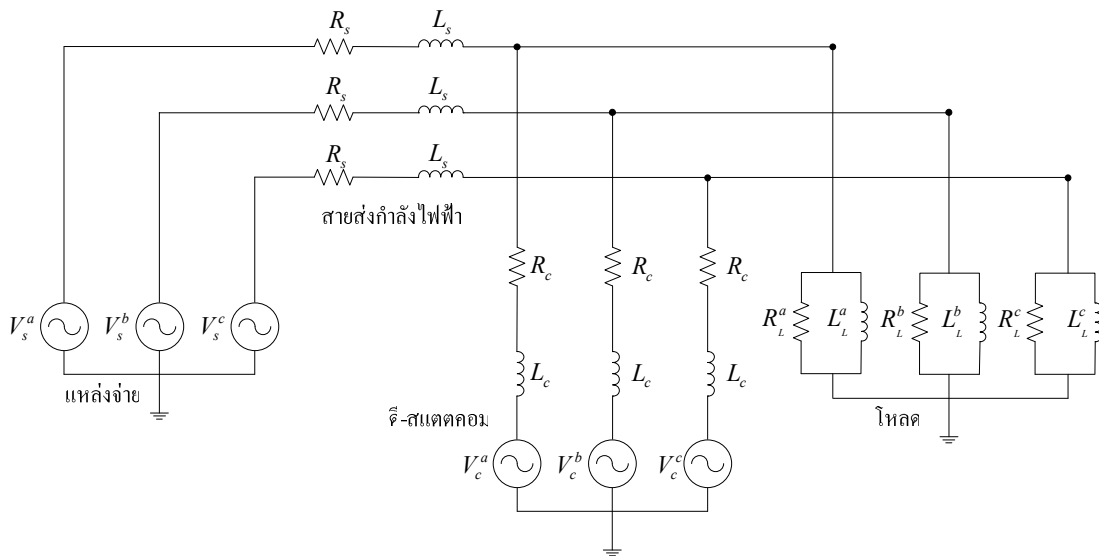 R_s L_s
R_s L_s
R_s L_s
สายส่งกำลังไฟฟ้า
R_c R_c R_c
V_s^a V_s^b V_s^c
R_L^a L_L^a R_L^b L_L^b R_L^c L_L^c
L_c L_c L_c
แหล่งจ่าย
ดี-สแตตคอม
โหลด
V_c^a V_c^b V_c^c